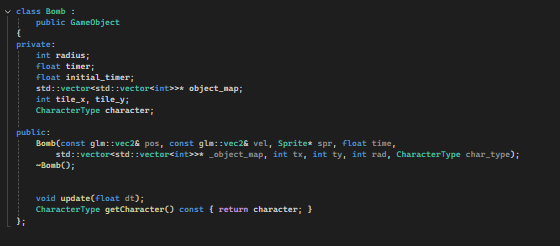 class Bomb :
    public GameObject
{
private:
    int radius;
    float timer;
    float initial_timer;
    std::vector<std::vector<int>>* object_map;
    int tile_x, tile_y;
    CharacterType character;
public:
    Bomb(const glm::vec2& pos, const glm::vec2& vel, Sprite* spr, float time,
        std::vector<std::vector<int>>* _object_map, int tx, int ty, int rad, CharacterType char_type);
    ~Bomb();
    void update(float dt);
    CharacterType getCharacter() const { return character; }
};